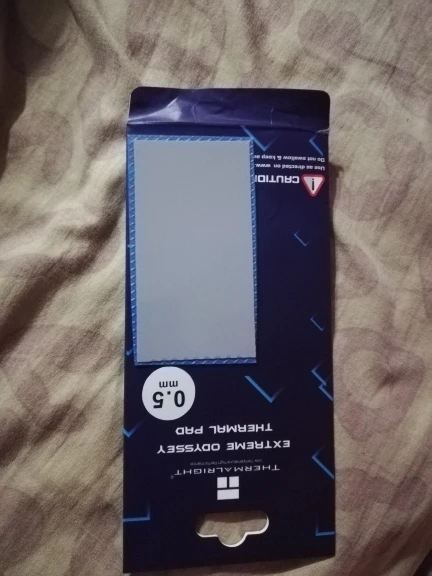 THERMALRIGHT®
EXTREME ODYSSEY
THERMAL PAD
0.5
mm
CAUTION
Use as directed on www.
Do not swallow & keep